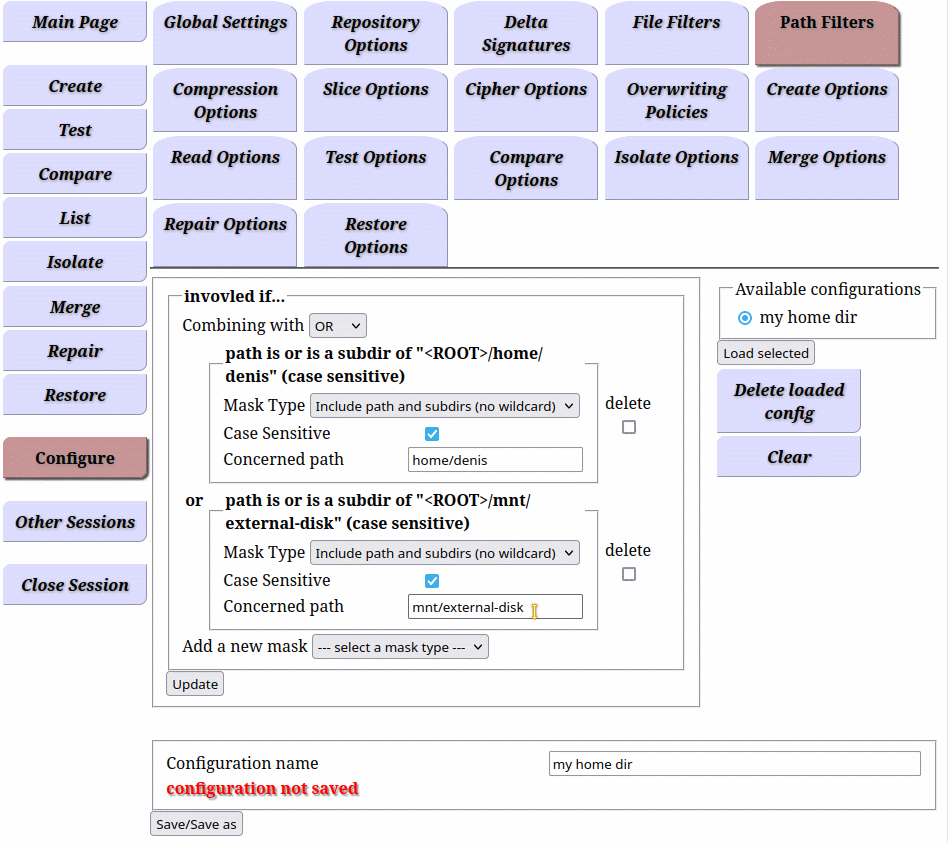 Main Page
Create
Test
Compare
List
Isolate
Merge
Repair
Restore
Configure
Other Sessions
Close Session
Global Settings
Repository
Options
Delta
Signatures
File Filters
Path Filters
Compression
Options
Slice Options
Cipher Options
Overwriting
Policies
Create Options
Read Options
Test Options
Compare
Options
Isolate Options
Merge Options
Repair Options
Restore
Options
invovled if...
Combining with OR
path is or is a subdir of "<ROOT>/home/
denis" (case sensitive)
Mask Type Include path and subdirs (no wildcard)
Case Sensitive
Concerned path home/denis
delete
or path is or is a subdir of "<ROOT>/mnt/
external-disk" (case sensitive)
Mask Type Include path and subdirs (no wildcard)
Case Sensitive
Concerned path mnt/external-disk
delete
Add a new mask --- select a mask type ---
Update
Available configurations
my home dir
Load selected
Delete loaded
config
Clear
Configuration name my home dir
configuration not saved
Save/Save as